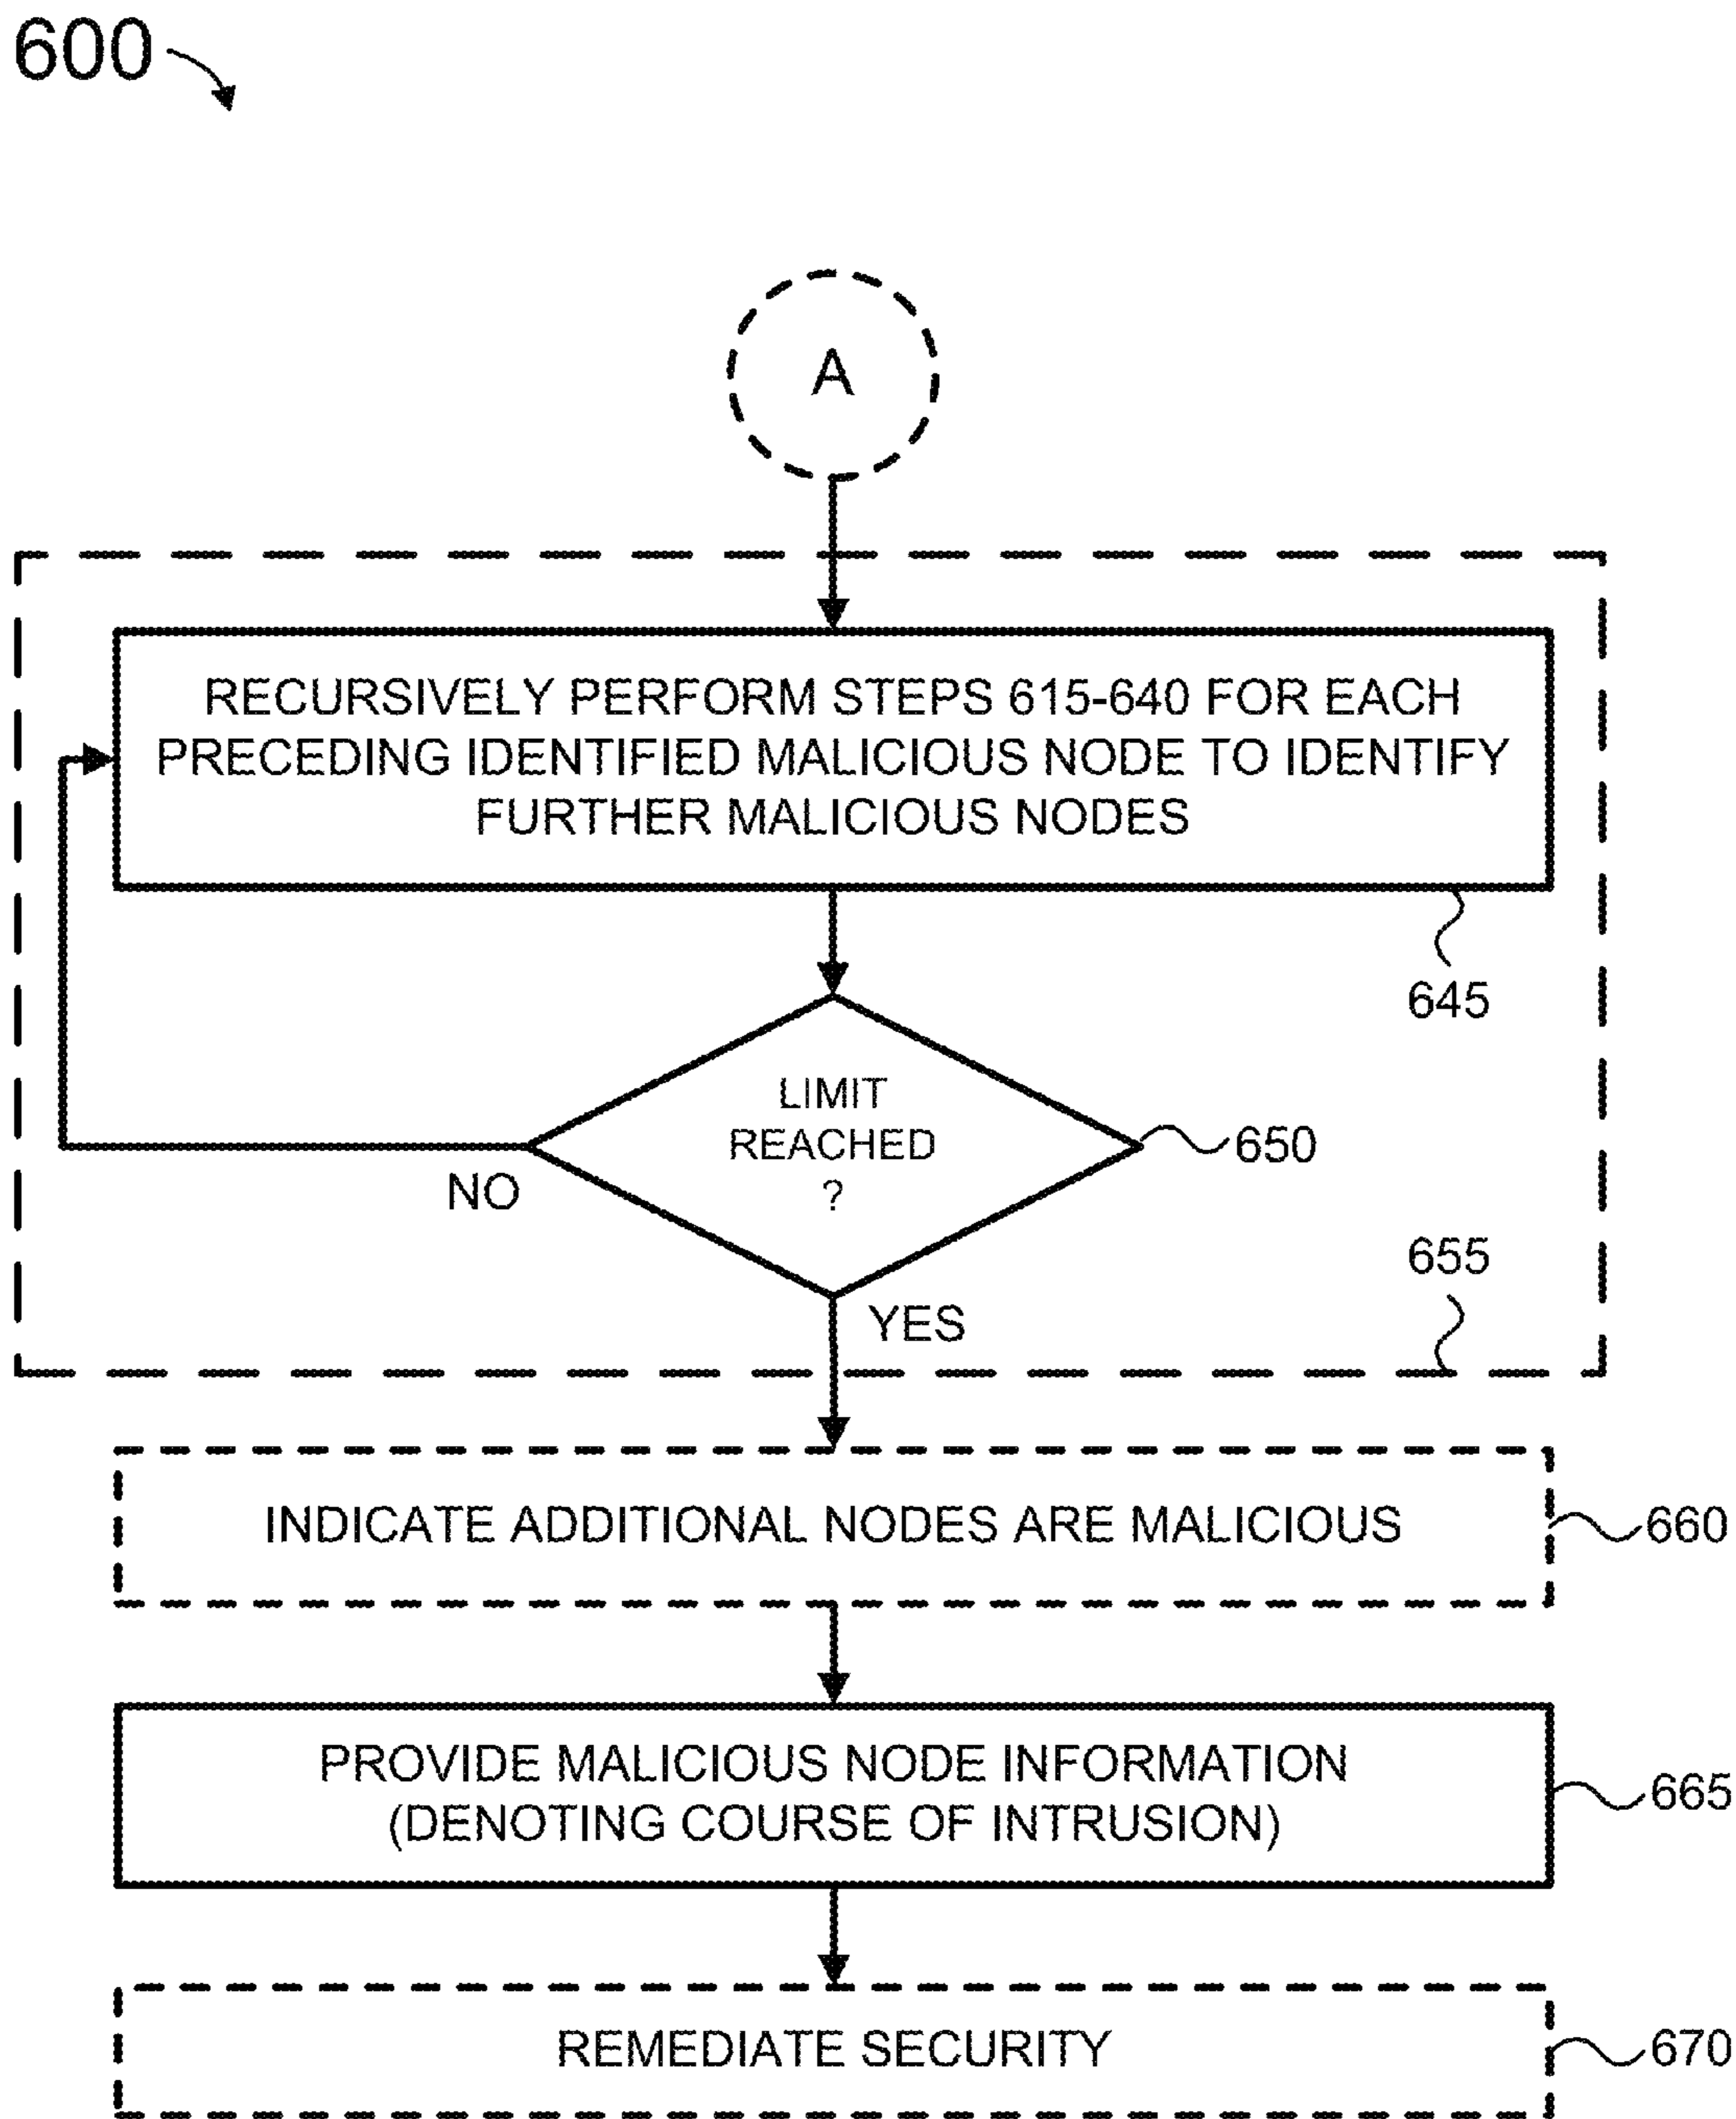 600
A
RECURSIVELY PERFORM STEPS 615-640 FOR EACH
PRECEDING IDENTIFIED MALICIOUS NODE TO IDENTIFY
FURTHER MALICIOUS NODES
645
LIMIT
REACHED
?
650
NO
655
YES
INDICATE ADDITIONAL NODES ARE MALICIOUS
660
PROVIDE MALICIOUS NODE INFORMATION
(DENOTING COURSE OF INTRUSION)
665
REMEDIATE SECURITY
670